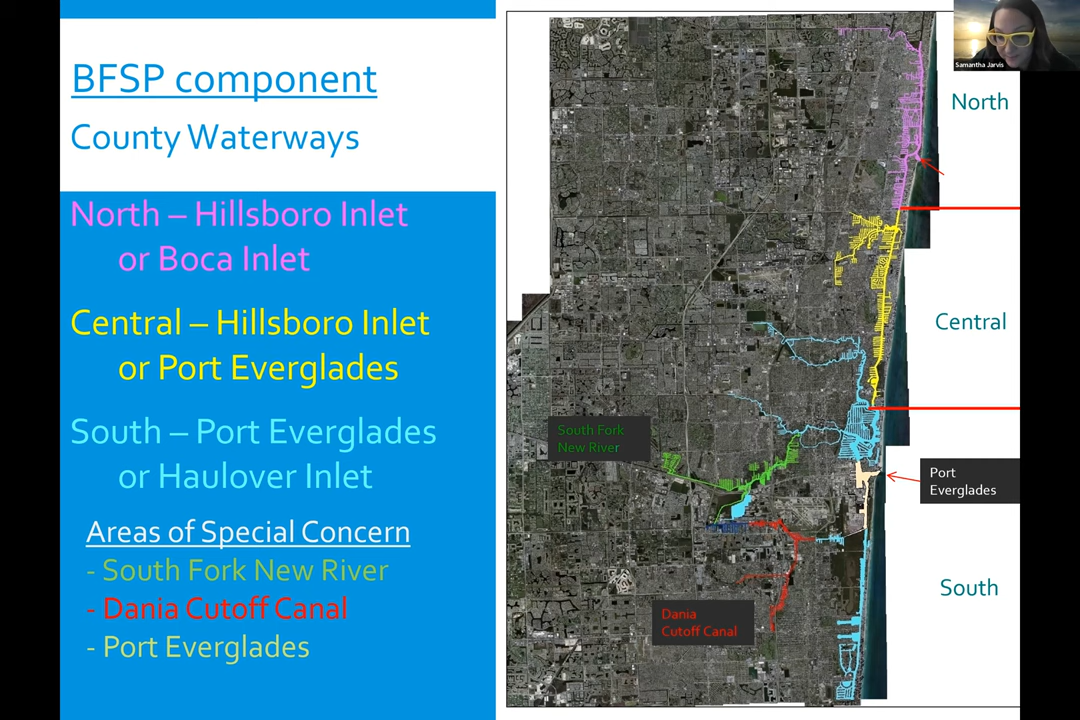 BFSP component
County Waterways
North – Hillsboro Inlet
or Boca Inlet
Central – Hillsboro Inlet
or Port Everglades
South – Port Everglades
or Haulover Inlet
Areas of Special Concern
- South Fork New River
- Dania Cutoff Canal
- Port Everglades
South Fork
New River
Dania
Cutoff Canal
Samantha Jarvis
North
Central
Port
Everglades
South